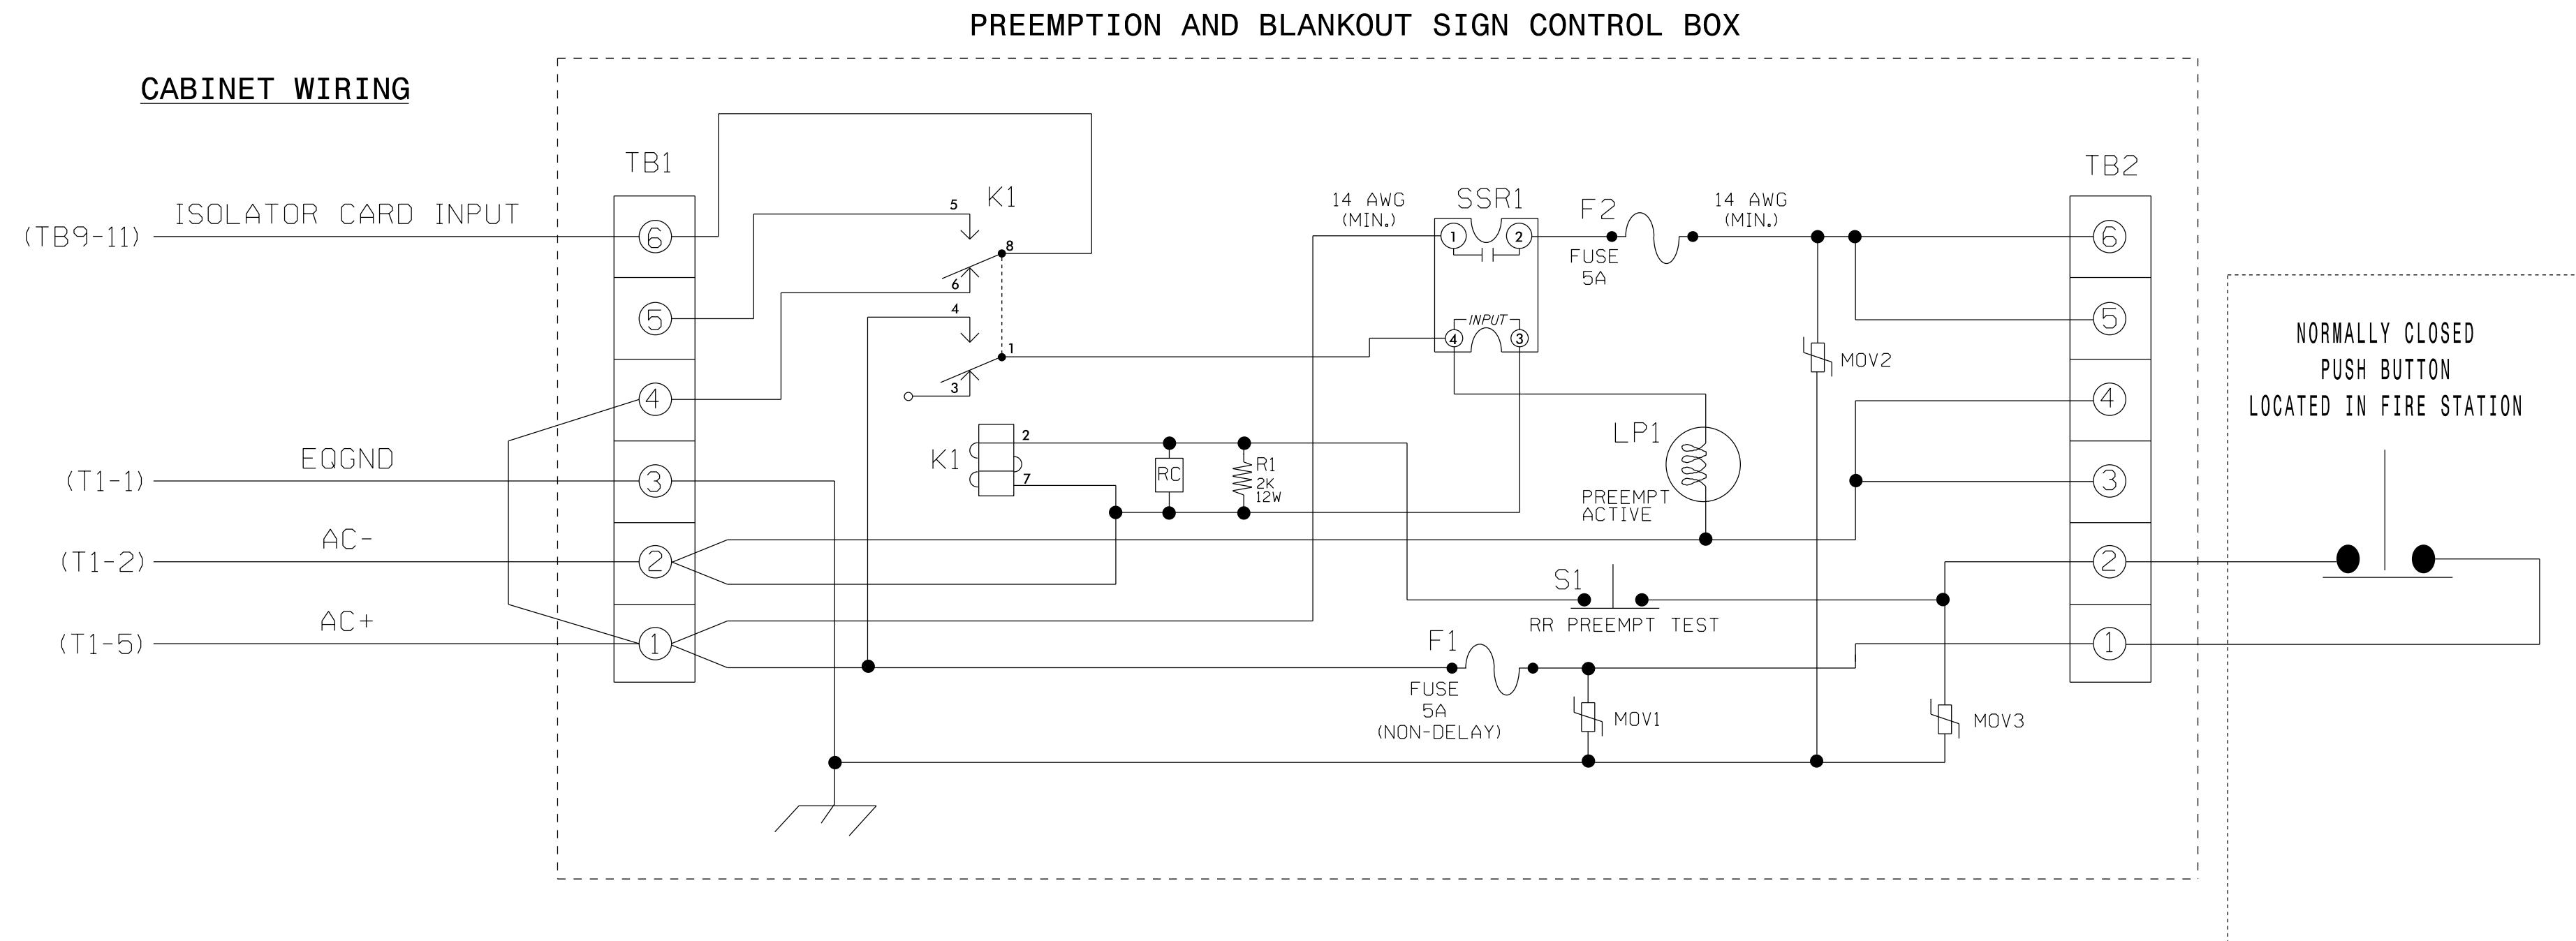 PREEMPTION AND BLANKOUT SIGN CONTROL BOX
CABINET WIRING
TB1
TB2
(TB9-11)
ISOLATOR CARD INPUT
6
5
4
3
2
1
EQGND
(T1-1)
AC-
(T1-2)
AC+
(T1-5)
K1
5
8
6
4
1
3
K1
2
7
RC
R1
2K
12W
14 AWG
(MIN.)
SSR1
1
2
INPUT
4
3
F2
FUSE
5A
14 AWG
(MIN.)
MOV2
LP1
PREEMPT
ACTIVE
S1
RR PREEMPT TEST
F1
FUSE
5A
(NON-DELAY)
MOV1
MOV3
6
5
4
3
2
1
NORMALLY CLOSED
PUSH BUTTON
LOCATED IN FIRE STATION